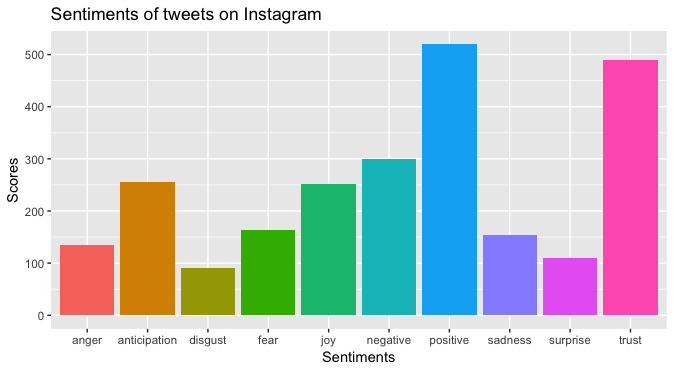 Sentiments of tweets on Instagram
Scores
500
400
300
200
100
0
anger anticipation disgust fear joy negative positive sadness surprise trust
Sentiments